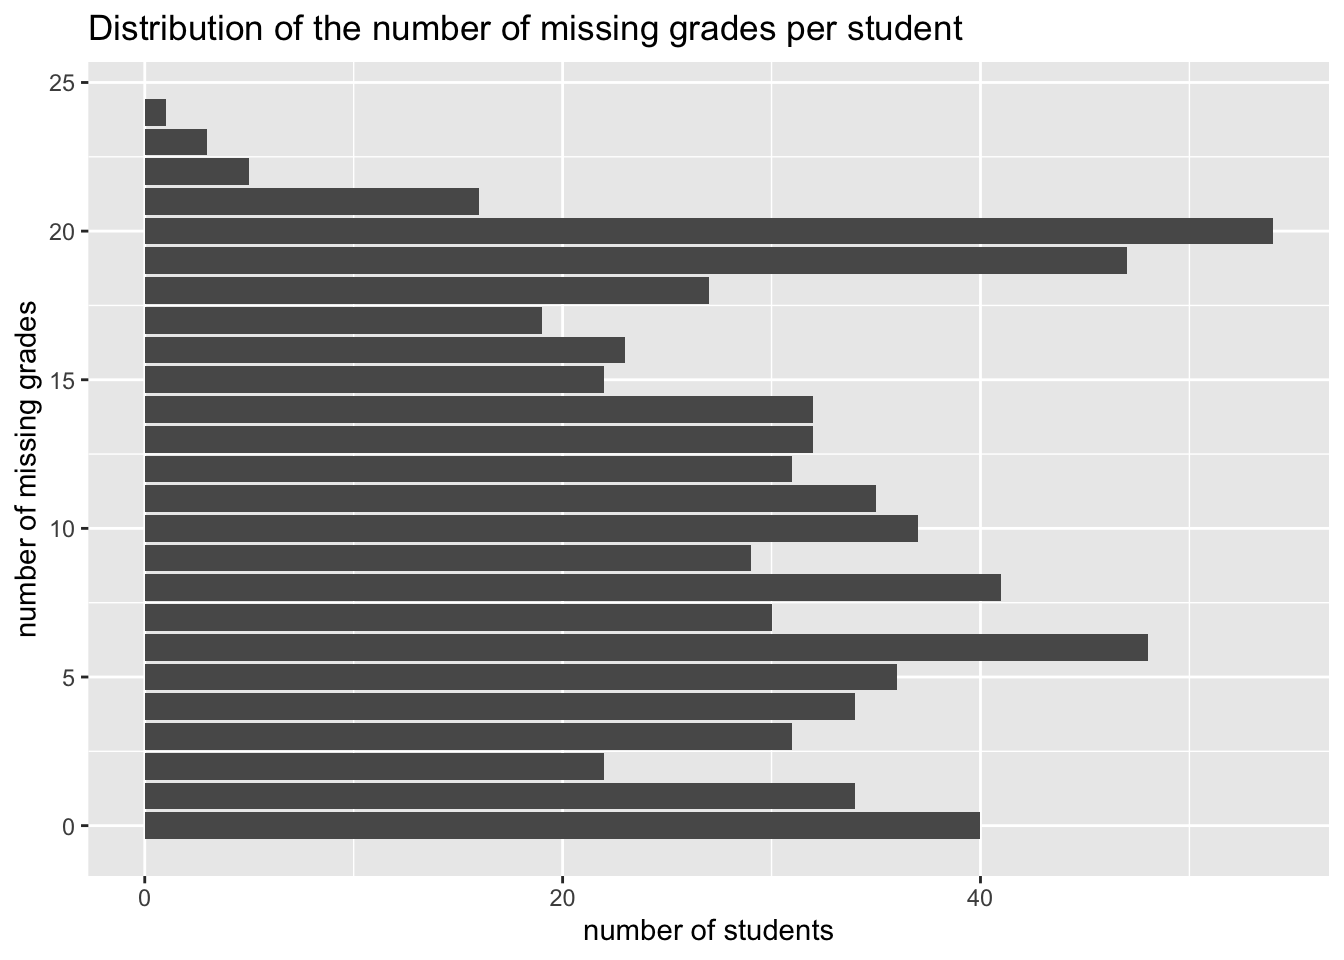 Distribution of the number of missing grades per student
25
20
15
10
5
0
number of missing grades
0 20 40
number of students